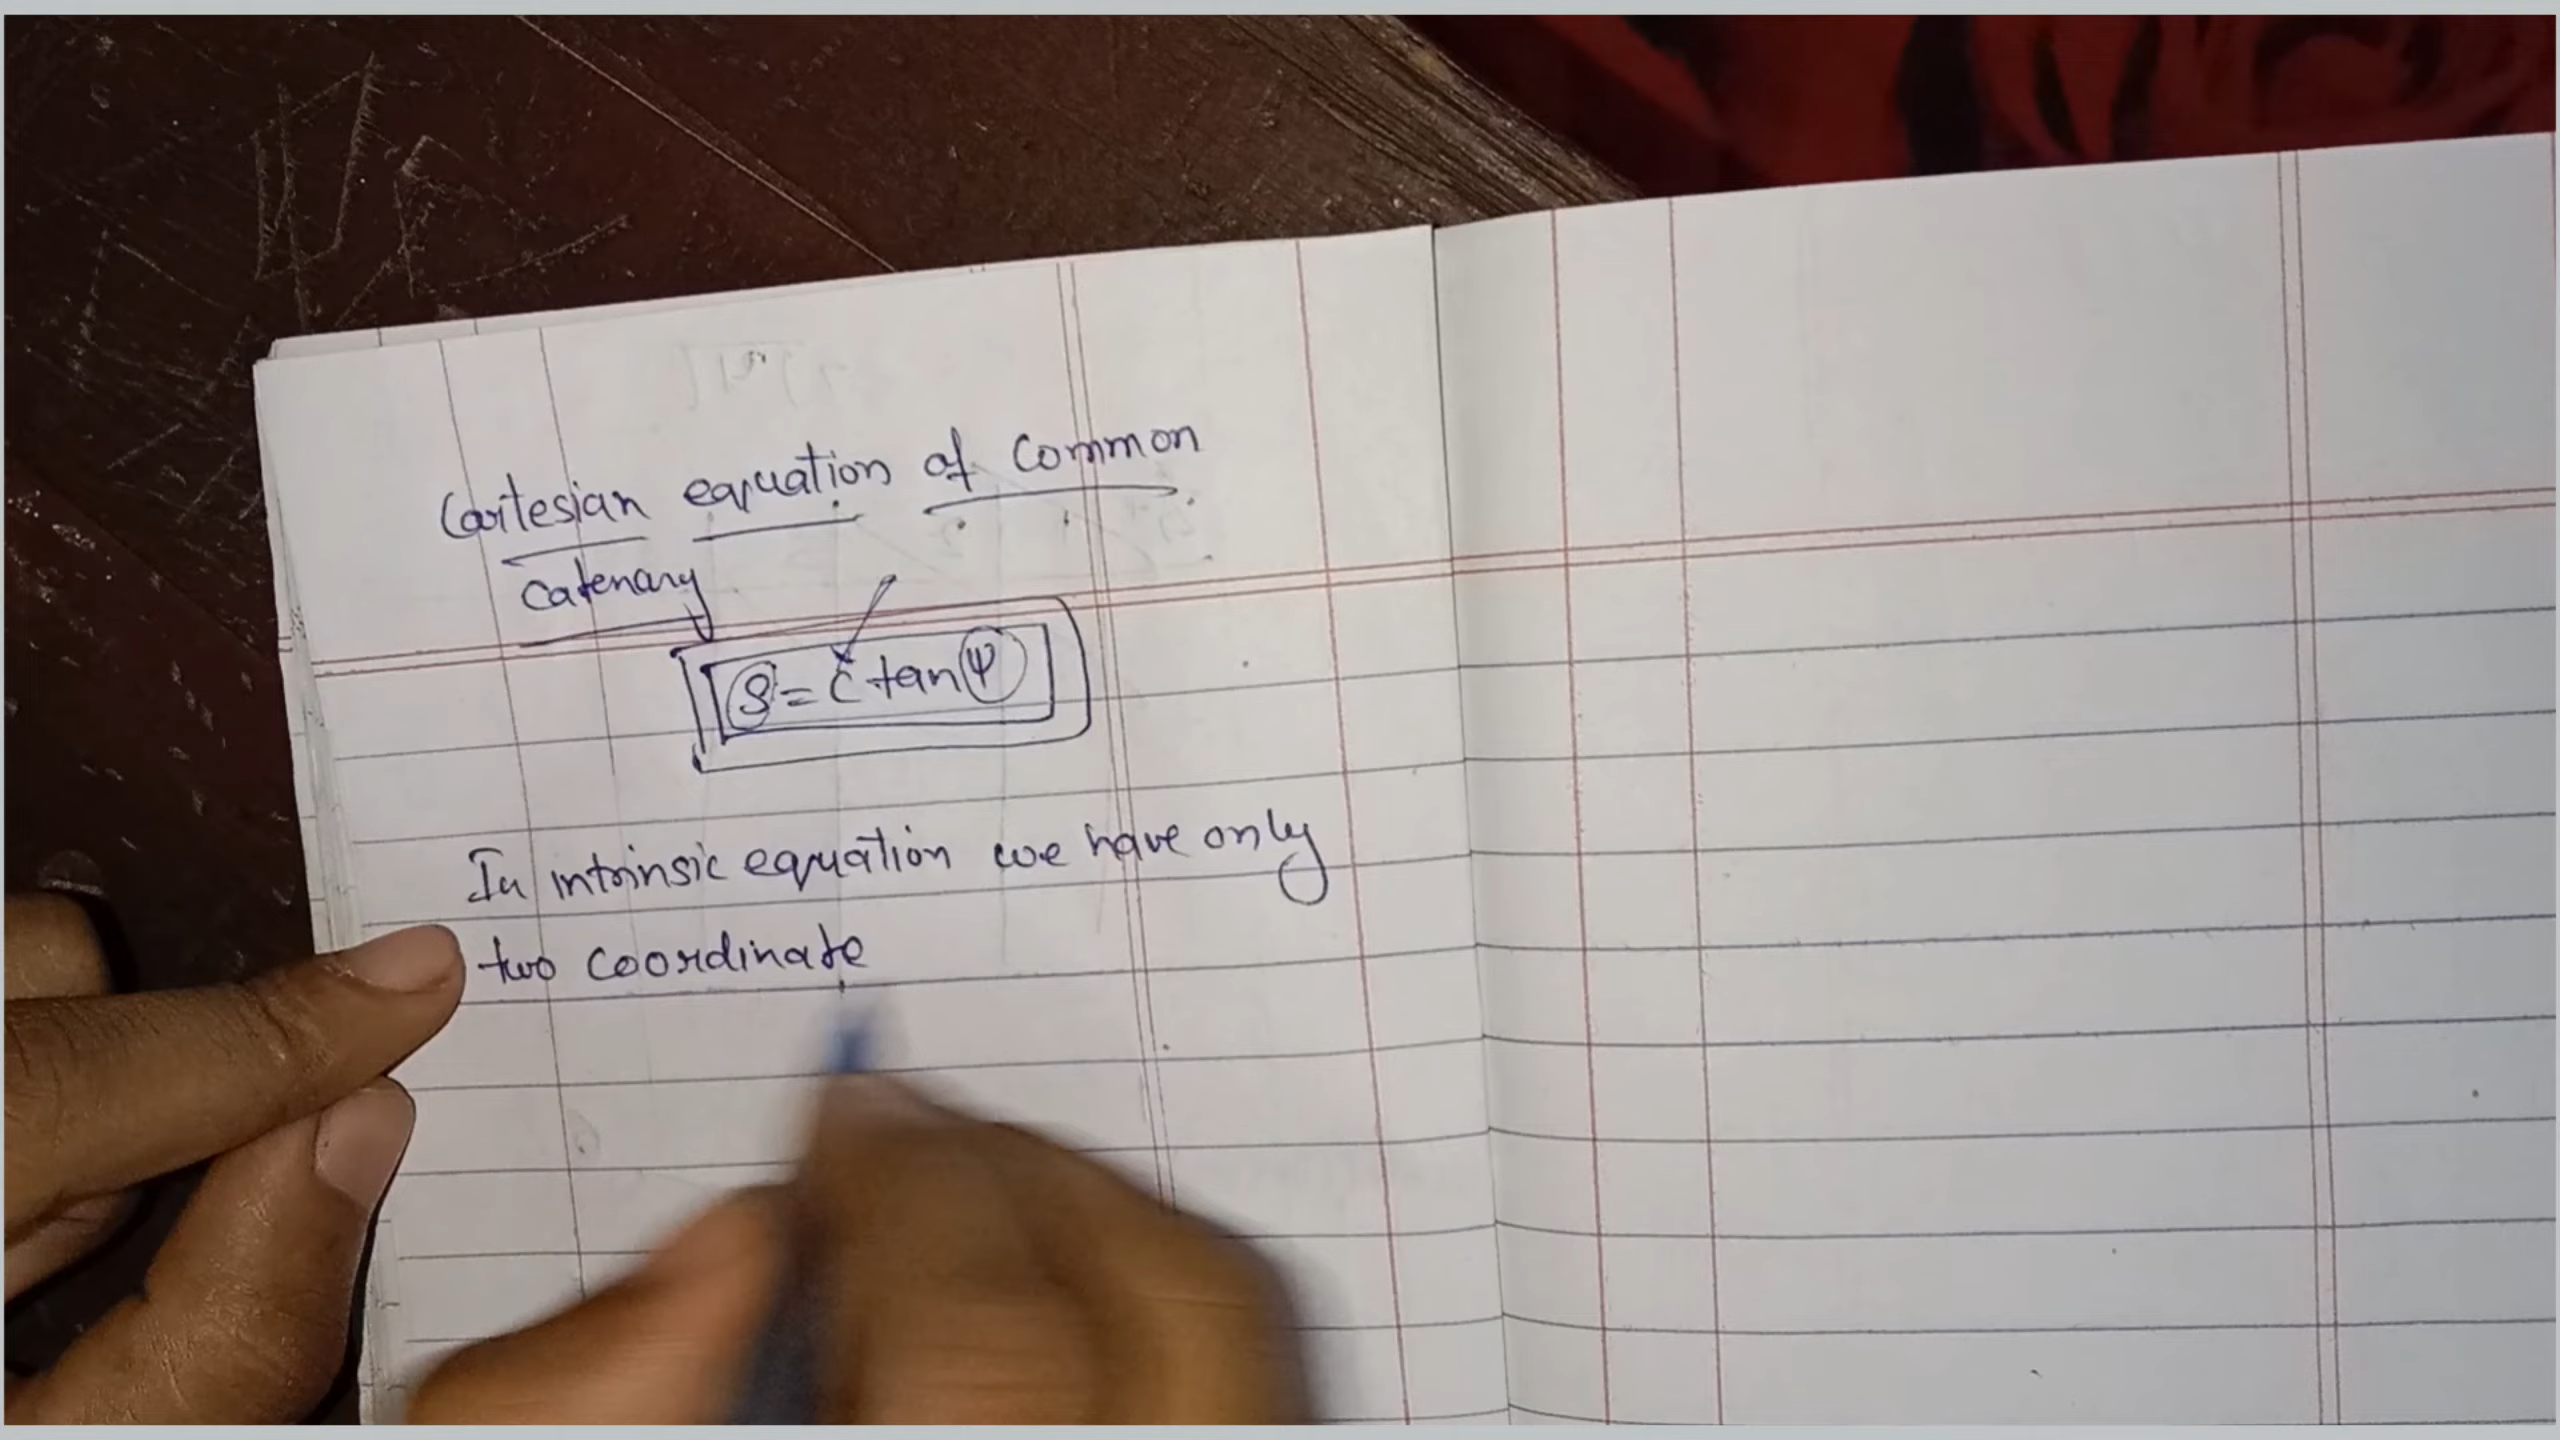 Cartesian equation of Common
catenary
S = c tan ψ
In intrinsic equation we have only
two coordinate